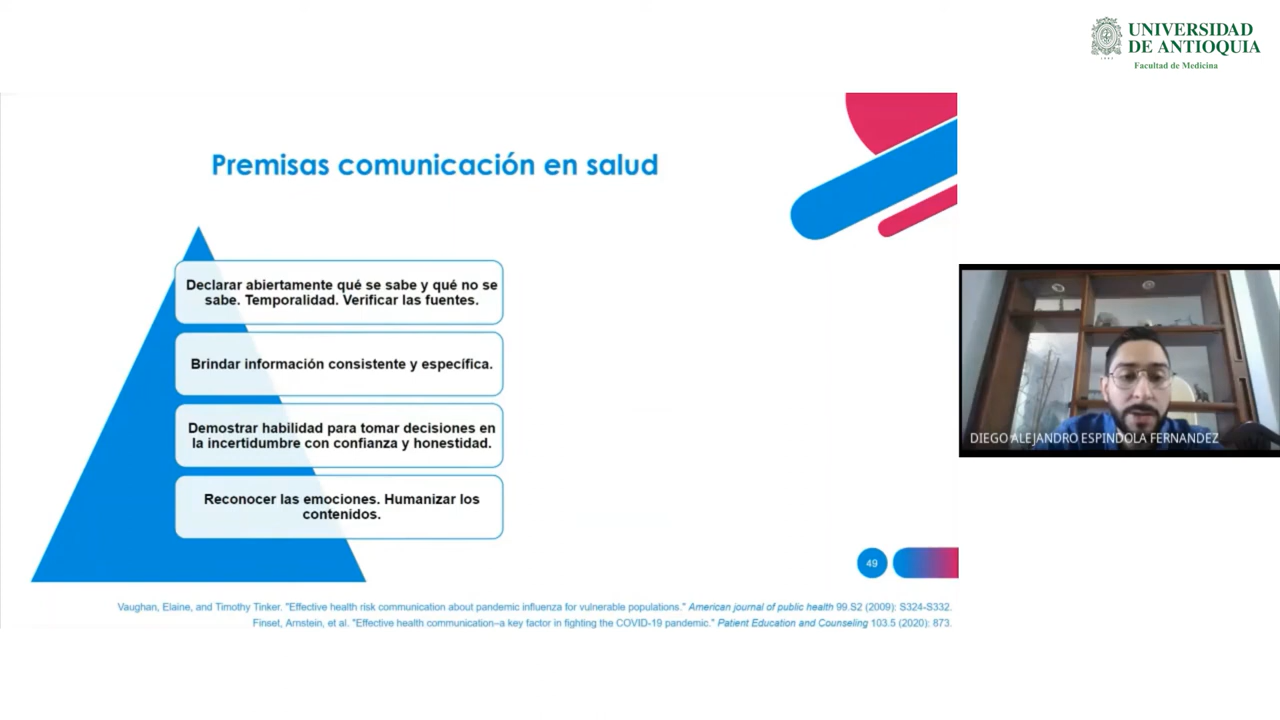 UNIVERSIDAD
DE ANTIOQUIA
Facultad de Medicina
Premisas comunicación en salud
Declarar abiertamente qué se sabe y qué no se
sabe. Temporalidad. Verificar las fuentes.
Brindar información consistente y específica.
Demostrar habilidad para tomar decisiones en
la incertidumbre con confianza y honestidad.
Reconocer las emociones. Humanizar los
contenidos.
DIEGO ALEJANDRO ESPINDOLA FERNANDEZ
49
Vaughan, Elaine, and Timothy Tinker. "Effective health risk communication about pandemic influenza for vulnerable populations." American journal of public health 99.S2 (2009): S324-S332.
Finset, Arnstein, et al. "Effective health communication–a key factor in fighting the COVID-19 pandemic." Patient Education and Counseling 103.5 (2020): 873.